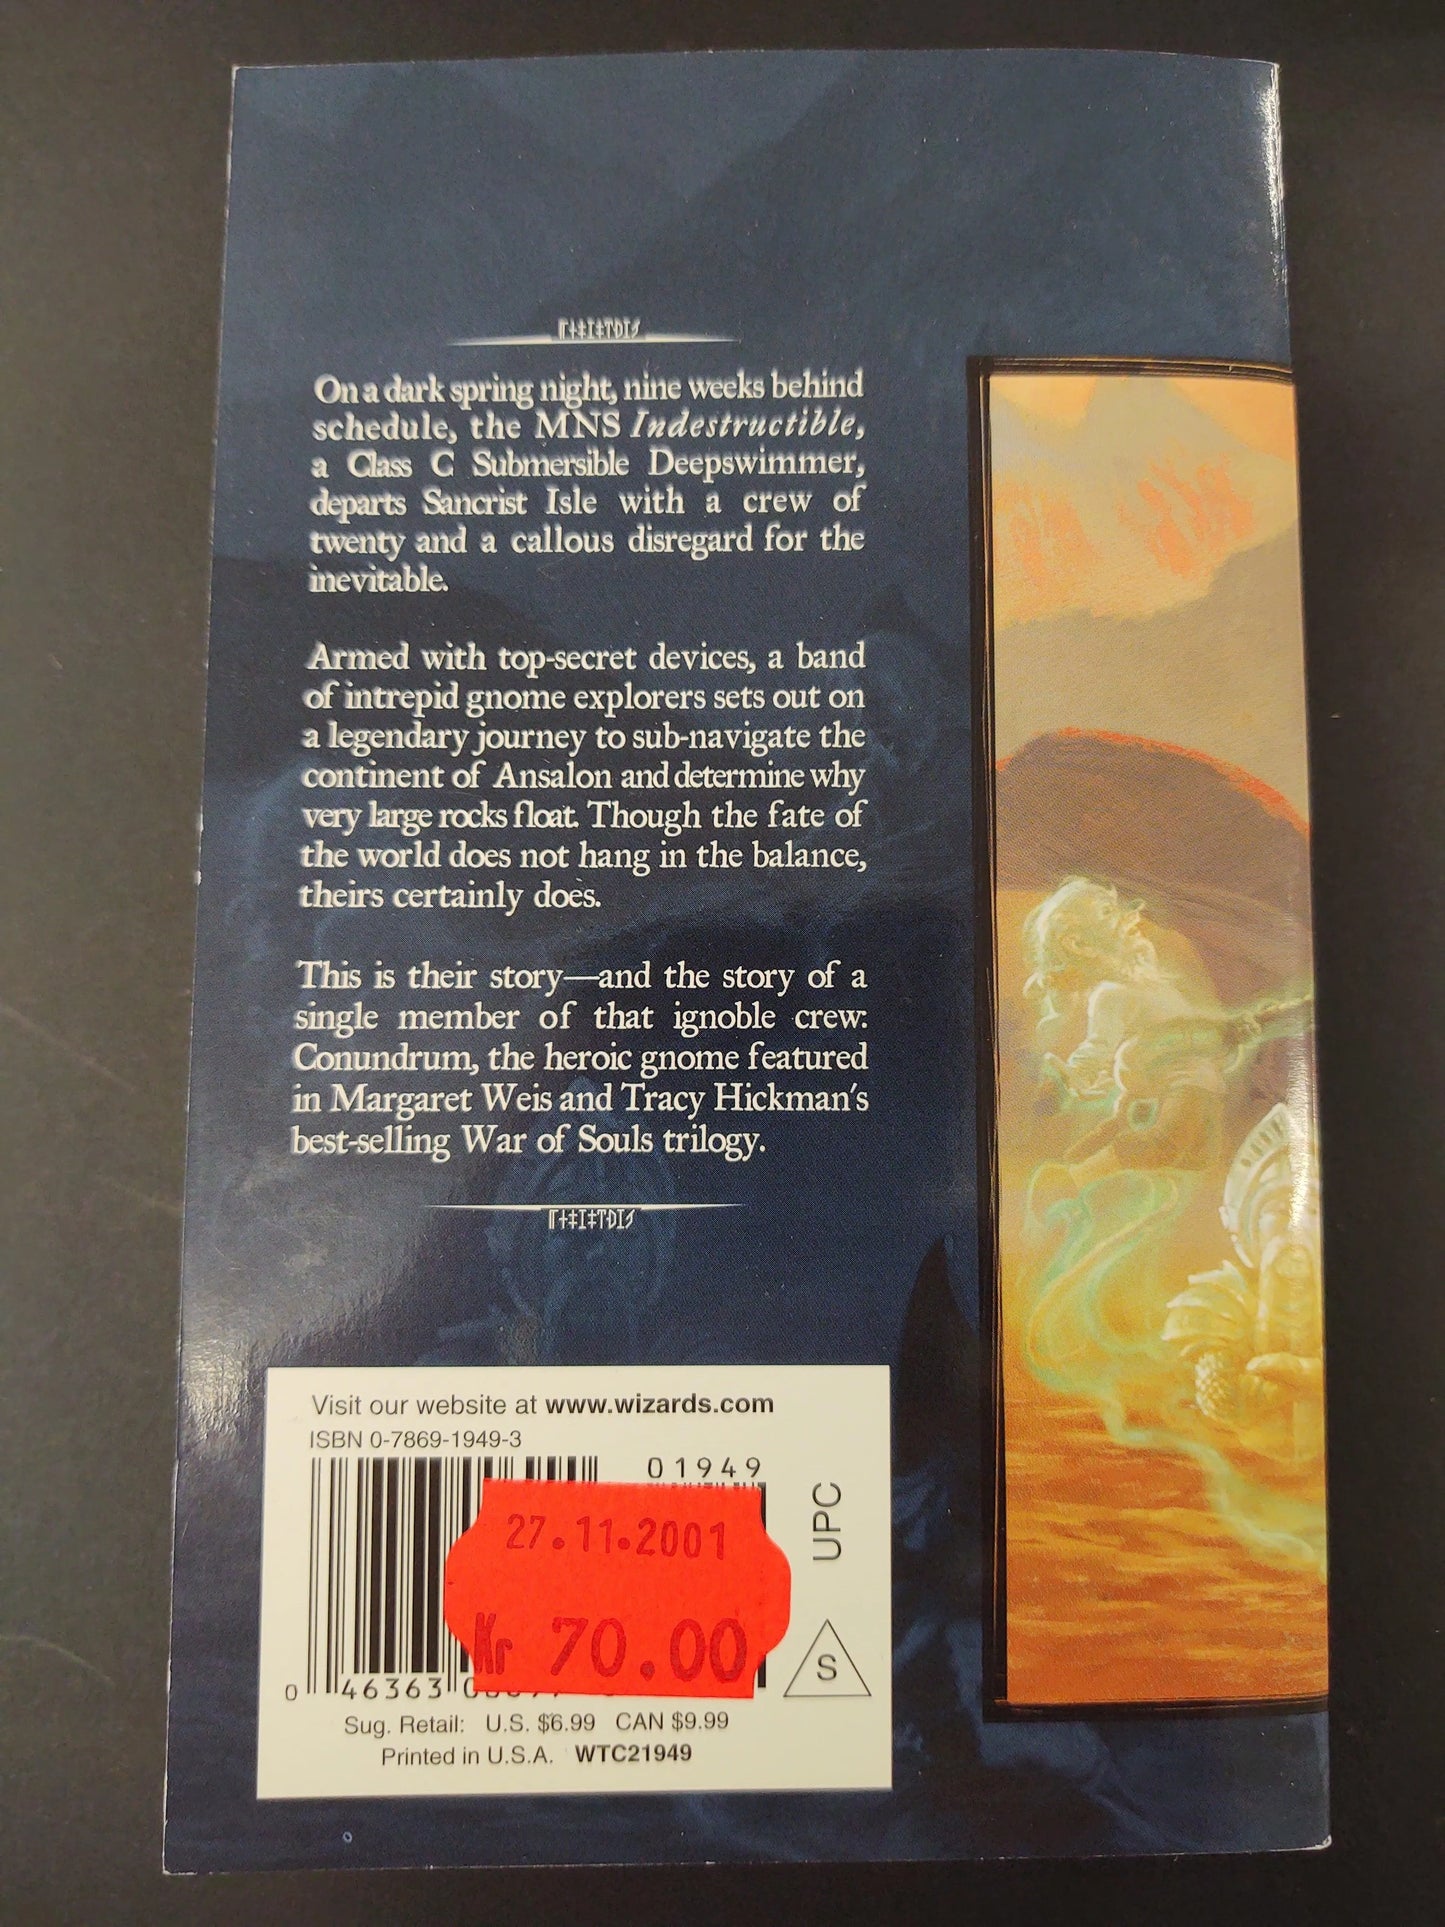 On a dark spring night, nine weeks behind
schedule, the MNS Indestructible,
a Class C Submersible Deepswimmer,
departs Sancrist Isle with a crew of
twenty and a callous disregard for the
inevitable.
Armed with top-secret devices, a band
of intrepid gnome explorers sets out on
a legendary journey to sub-navigate the
continent of Ansalon and determine why
very large rocks float. Though the fate of
the world does not hang in the balance,
theirs certainly does.
This is their story—and the story of a
single member of that ignoble crew:
Conundrum, the heroic gnome featured
in Margaret Weis and Tracy Hickman's
best-selling War of Souls trilogy.
Visit our website at www.wizards.com
ISBN 0-7869-1949-3
01949
UPC
27.11.2001
Kr 70.00
S
0 46363
Sug. Retail: U.S. $6.99 CAN $9.99
Printed in U.S.A. WTC21949